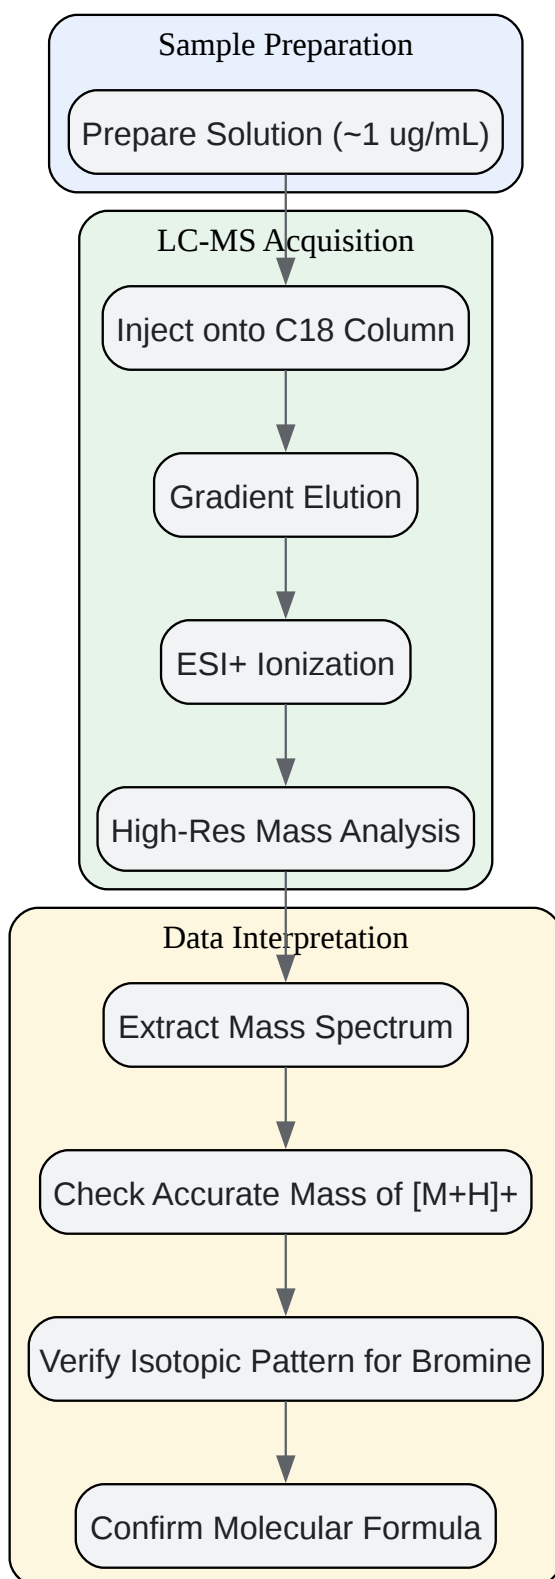 Sample Preparation
Prepare Solution (~1 ug/mL)
LC-MS Acquisition
Inject onto C18 Column
Gradient Elution
ESI+ Ionization
High-Res Mass Analysis
Data Interpretation
Extract Mass Spectrum
Check Accurate Mass of [M+H]+
Verify Isotopic Pattern for Bromine
Confirm Molecular Formula